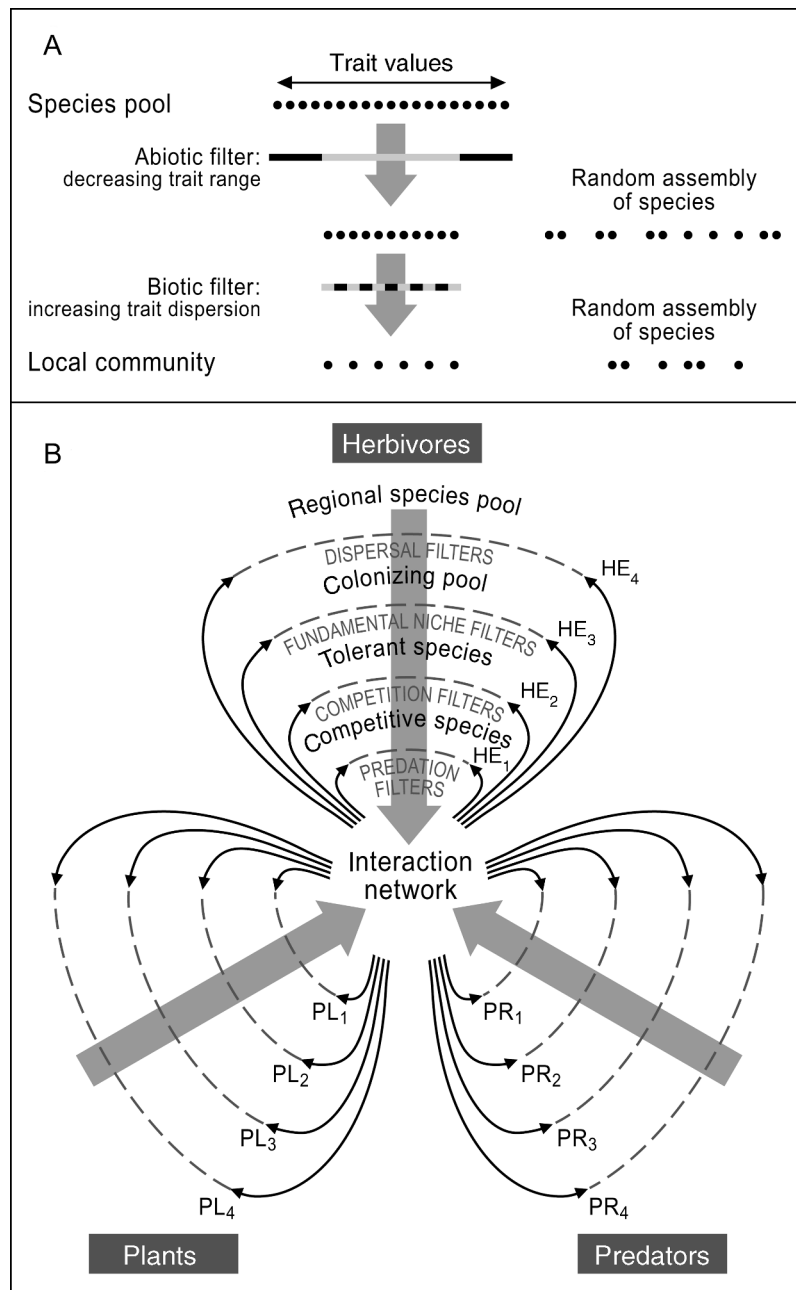 A
Trait values
Species pool
Abiotic filter:
decreasing trait range
Random assembly
of species
Biotic filter:
increasing trait dispersion
Random assembly
of species
Local community
B
Herbivores
Regional species pool
DISPERSAL FILTERS
Colonizing pool
HE4
FUNDAMENTAL NICHE FILTERS
Tolerant species
HE3
COMPETITION FILTERS
Competitive species
HE2
PREDATION
FILTERS
HE1
Interaction
network
PL1
PR1
PL2
PR2
PL3
PR3
PL4
PR4
Plants
Predators